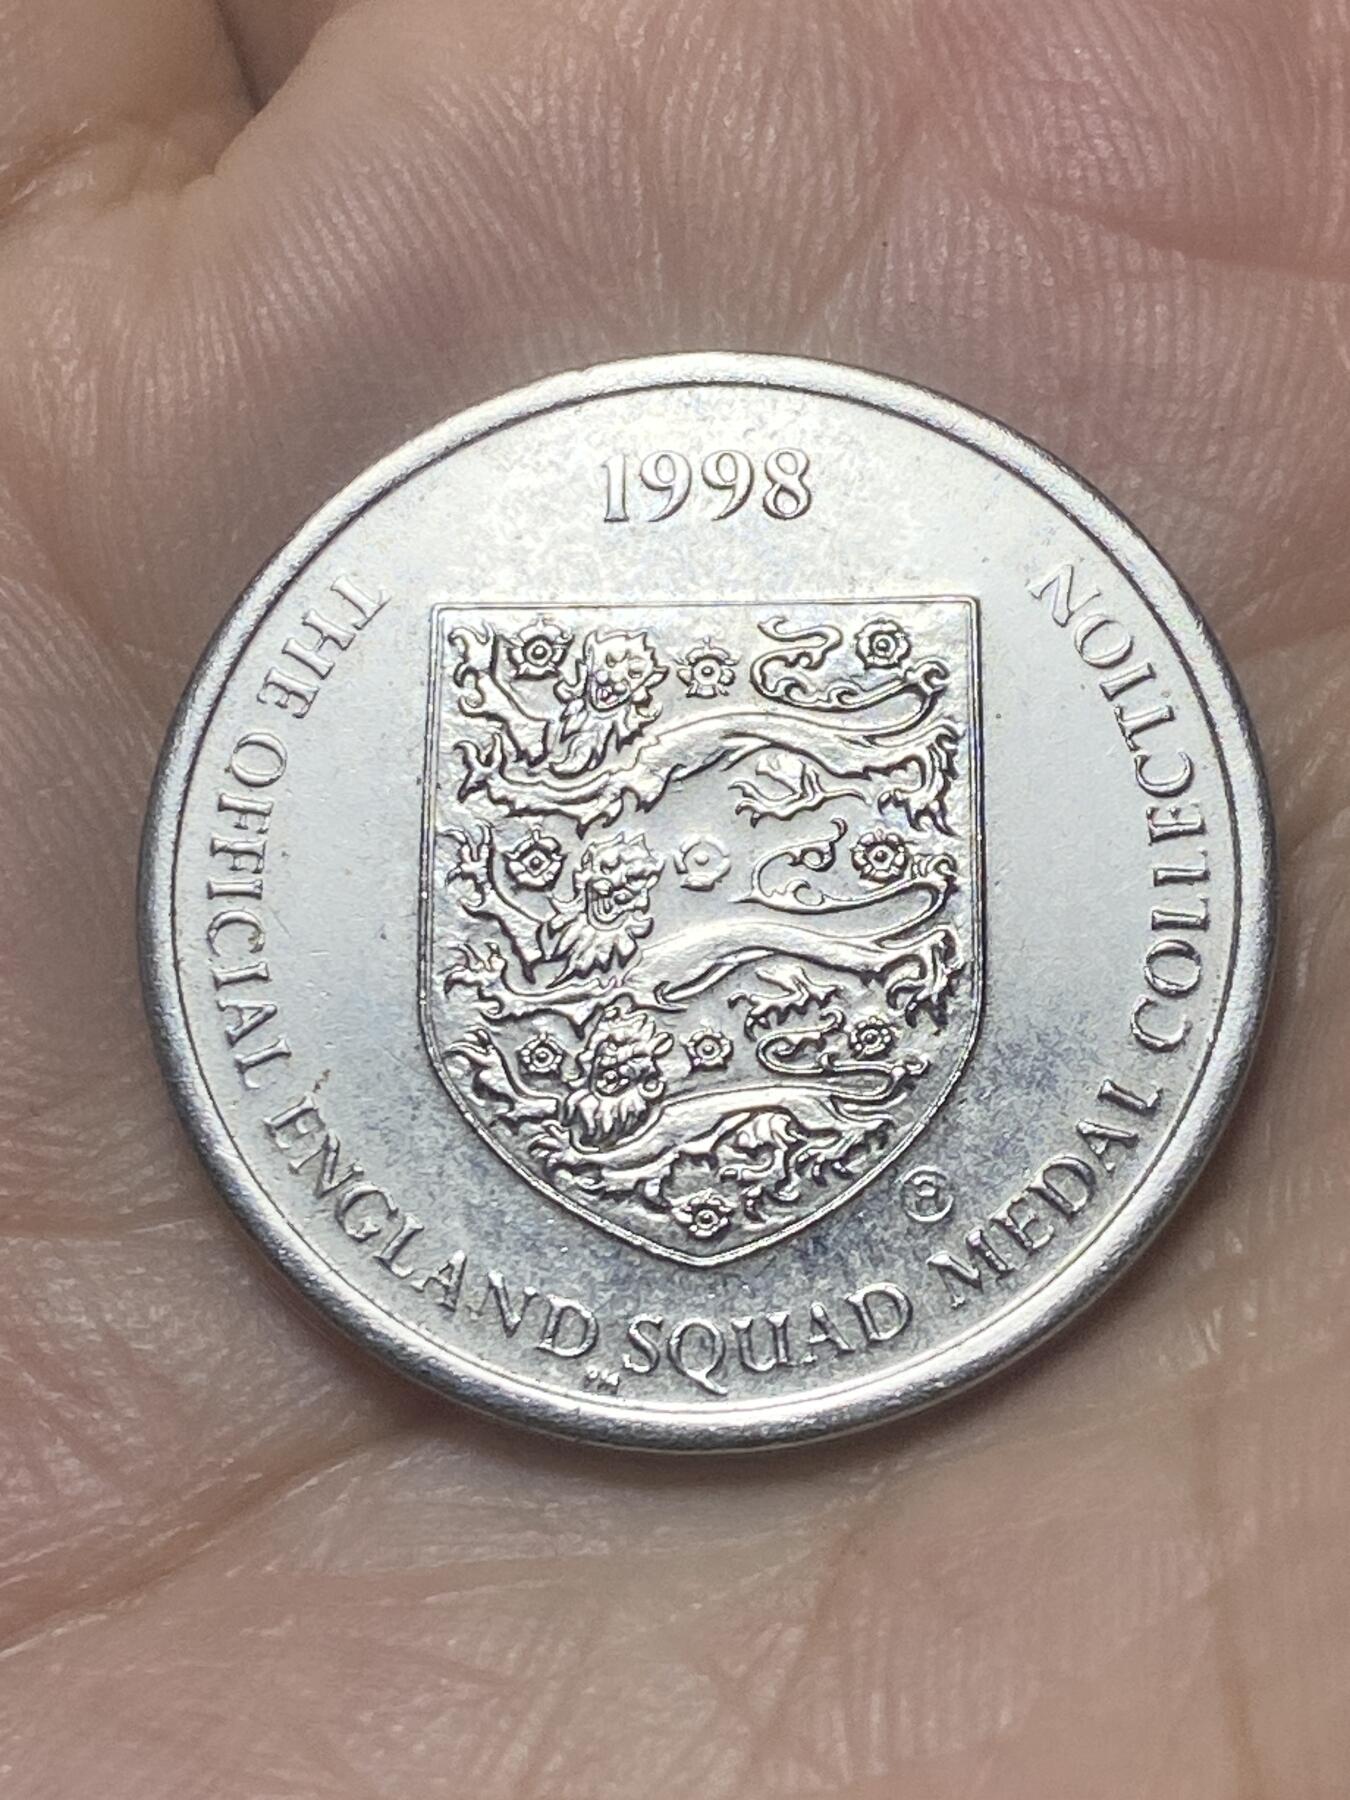 1998
THE OFFICIAL ENGLAND SQUAD MEDAL COLLECTION